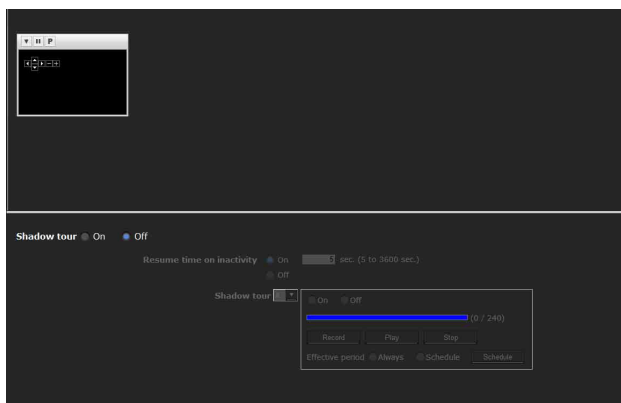 P
Shadow tour On Off
Resume time on inactivity On 5 sec. (5 to 3600 sec.)
Off
Shadow tour
On Off
(0 / 240)
Record Play Stop
Effective period Always Schedule Schedule